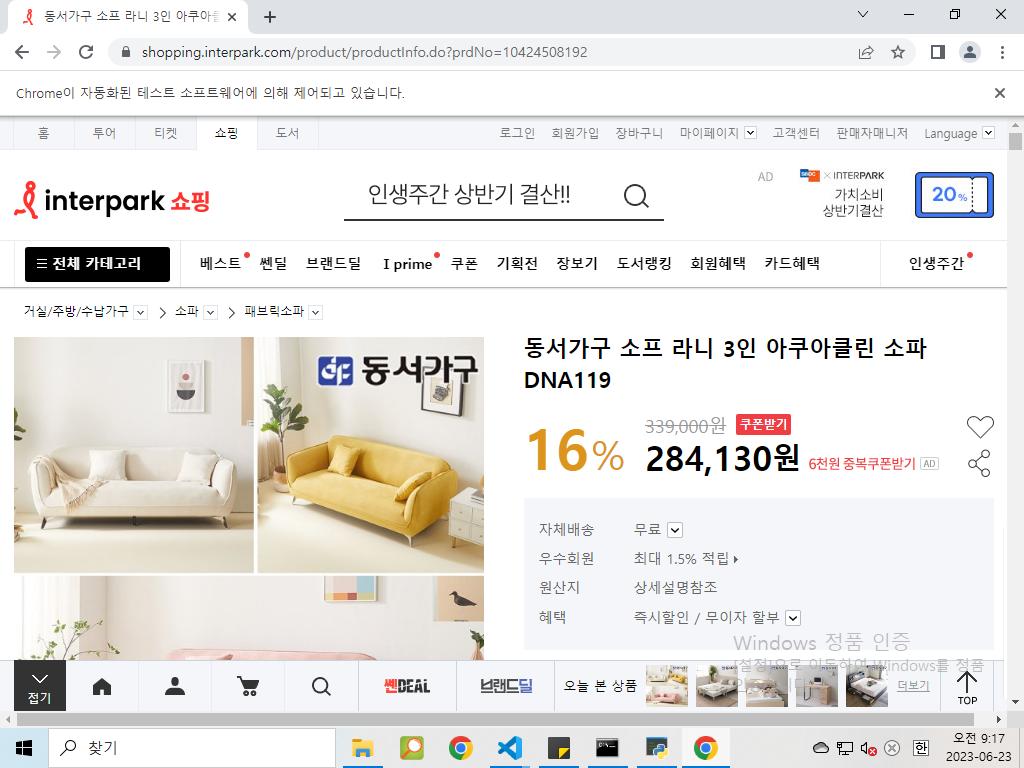 동서가구 소프 라니 3인 아쿠아클
shopping.interpark.com/product/productInfo.do?prdNo=10424508192
Chrome이 자동화된 테스트 소프트웨어에 의해 제어되고 있습니다.
홈 투어 티켓 쇼핑 도서 로그인 회원가입 장바구니 마이페이지 고객센터 판매자매니저 Language
interpark 쇼핑
인생주간 상반기 결산!!
AD
SBDC × INTERPARK
가치소비
상반기결산
20%
전체 카테고리 베스트 쎈딜 브랜드딜 I prime 쿠폰 기획전 장보기 도서랭킹 회원혜택 카드혜택 인생주간
거실/주방/수납가구 소파 패브릭소파
동서가구
동서가구 소프 라니 3인 아쿠아클린 소파
DNA119
16%
339,000원 쿠폰받기
284,130원 6천원 중복쿠폰받기 AD
자체배송 무료
우수회원 최대 1.5% 적립
원산지 상세설명참조
혜택 즉시할인 / 무이자 할부
Windows 정품 인증
[설정]으로 이동하여 Windows를 정품
접기
쎈DEAL
브랜드딜
오늘 본 상품
더보기
TOP
찾기
한
오전 9:17
2023-06-23